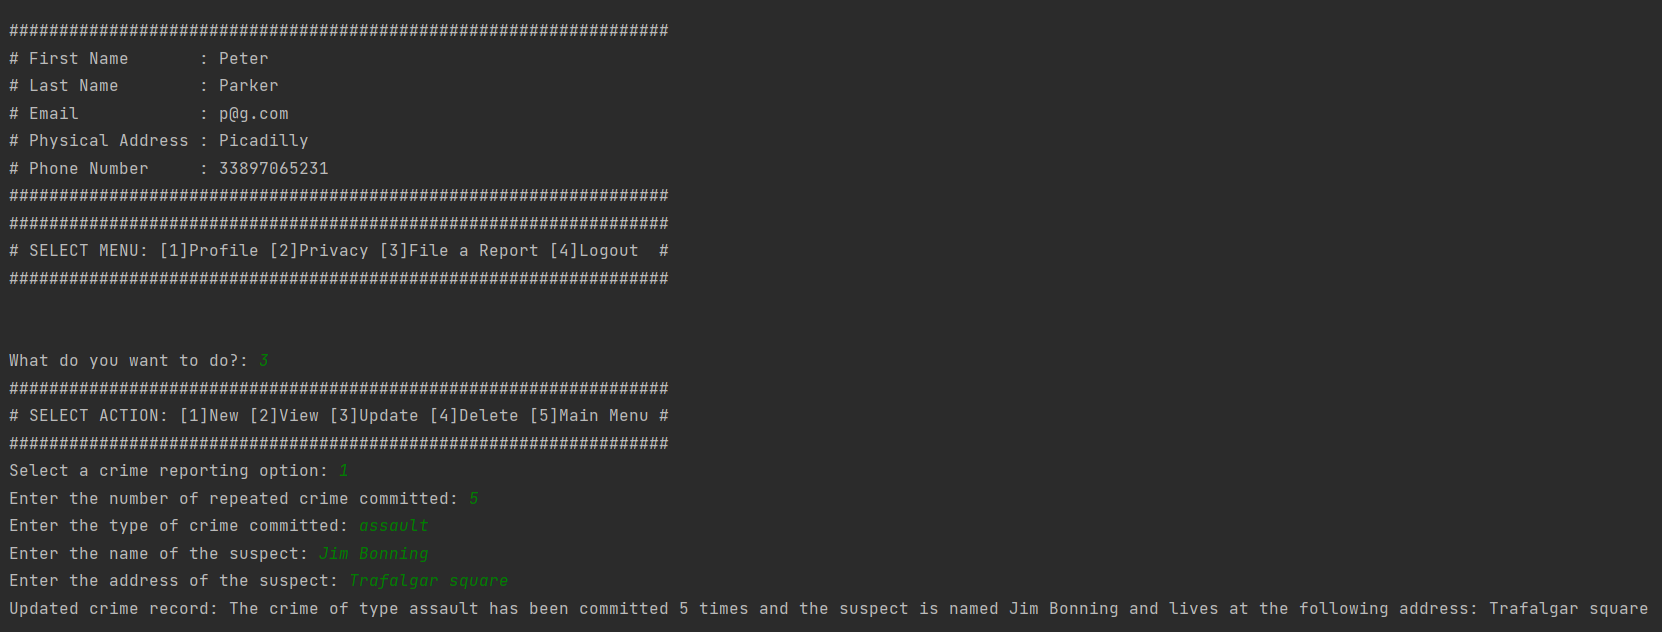 ##################################################################
# First Name       : Peter
# Last Name        : Parker
# Email            : p@g.com
# Physical Address : Picadilly
# Phone Number     : 33897065231
##################################################################
##################################################################
# SELECT MENU: [1]Profile [2]Privacy [3]File a Report [4]Logout  #
##################################################################
What do you want to do?: 3
##################################################################
# SELECT ACTION: [1]New [2]View [3]Update [4]Delete [5]Main Menu #
##################################################################
Select a crime reporting option: 1
Enter the number of repeated crime committed: 5
Enter the type of crime committed: assault
Enter the name of the suspect: Jim Bonning
Enter the address of the suspect: Trafalgar square
Updated crime record: The crime of type assault has been committed 5 times and the suspect is named Jim Bonning and lives at the following address: Trafalgar square